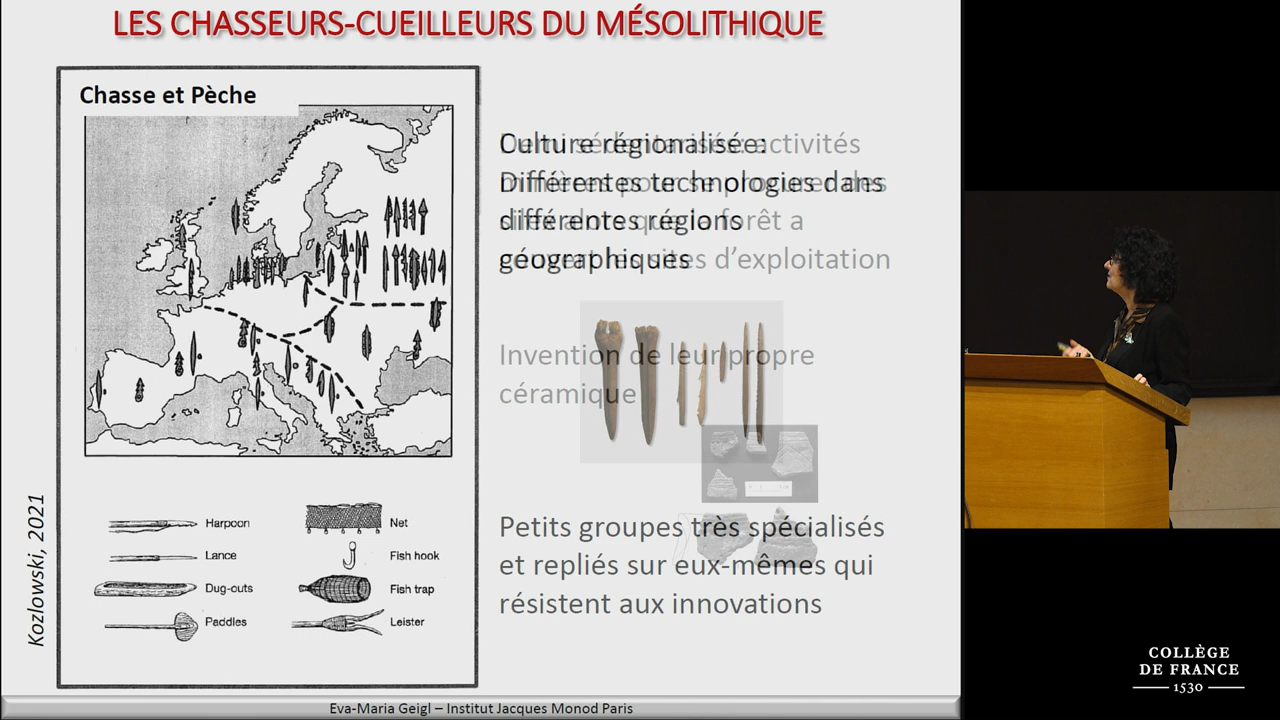 LES CHASSEURS-CUEILLEURS DU MÉSOLITHIQUE
Chasse et Pèche
Culture régionalisée:
activités
Différentes technologies dans
différentes régions
forêt a
géographiques
d’exploitation
Invention de leur propre
céramique
Petits groupes très spécialisés
et repliés sur eux-mêmes qui
résistent aux innovations
Kozlowski, 2021
Harpoon
Net
Lance
Fish hook
Dug-outs
Fish trap
Paddles
Leister
Eva-Maria Geigl – Institut Jacques Monod Paris
COLLÈGE
DE FRANCE
1530